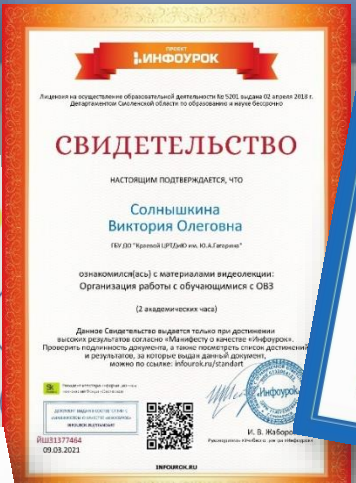 ПРОЕКТ
ИНФОУРОК
Лицензия на осуществление образовательной деятельности № 5201 выдана 02 апреля 2018 г.
Департаментом Смоленской области по образованию и науке бессрочно
СВИДЕТЕЛЬСТВО
НАСТОЯЩИМ ПОДТВЕРЖДАЕТСЯ, ЧТО
Солнышкина
Виктория Олеговна
"Краевой ЦРТДиЮ им. Ю.А.Гагарина"
ознакомился(ась) с материалами видеолекции:
Организация работы с обучающимися с ОВЗ
(2 академических часа)
Данное Свидетельство выдается только при достижении
высоких результатов согласно «Манифесту о качестве «Инфоурок».
Проверить подлинность документа, а также посмотреть список достижений
и результатов, за которые выдан данный документ,
можно по ссылке: infourok.ru/standart
Инфоурок
ЙШ31377464
09.03.2021
И. В. Жаборовский
Руководитель
INFOUROK.RU